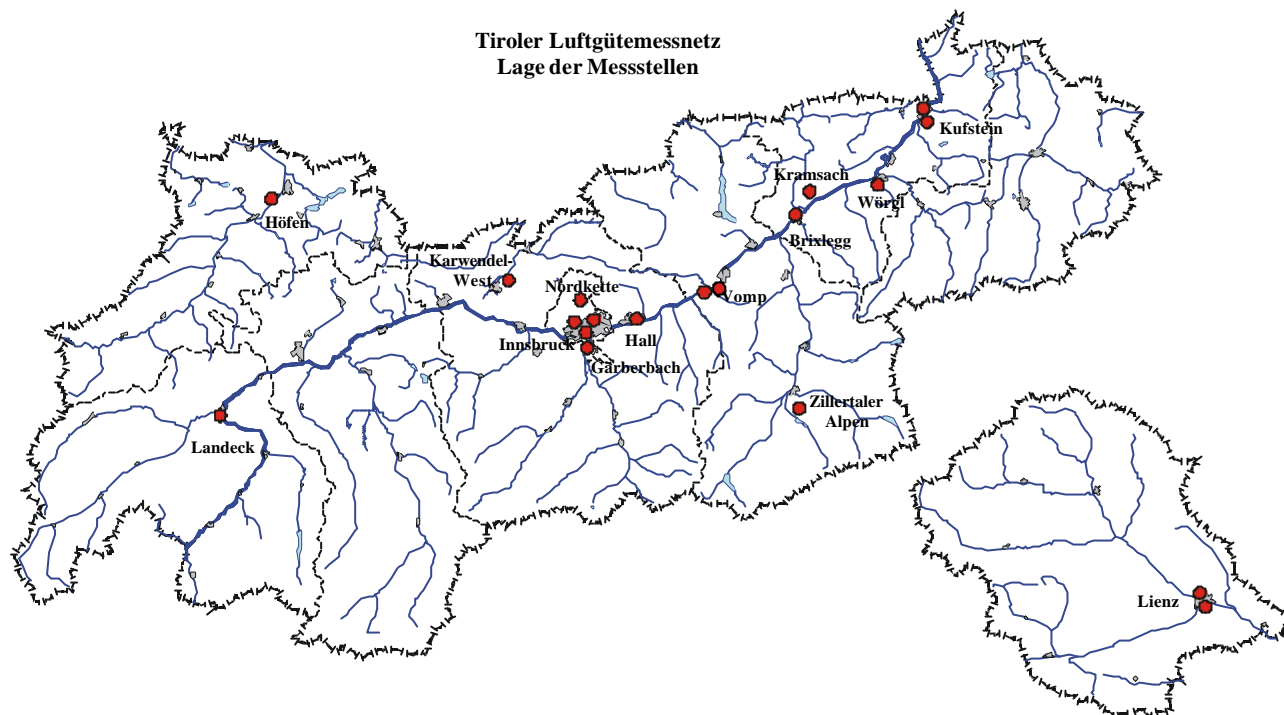 Tiroler Luftgütemessnetz
Lage der Messstellen
Kufstein
Kramsach
Wörgl
Höfen
Brixlegg
Karwendel-
West
Nordkette
Vomp
Innsbruck
Hall
Gärberbach
Zillertaler
Alpen
Landeck
Lienz